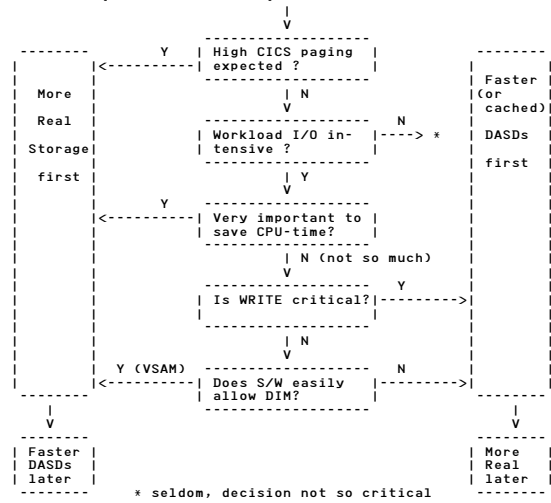 Y
High CICS paging
expected ?
Faster
(or
cached)
DASDs
first
More
Real
Storage
first
N
Workload I/O in-
tensive ?
N
*
Y
Y
Very important to
save CPU-time?
N (not so much)
Is WRITE critical?
Y
N
Y (VSAM)
Does S/W easily
allow DIM?
N
Faster
DASDs
later
More
Real
later
* seldom, decision not so critical